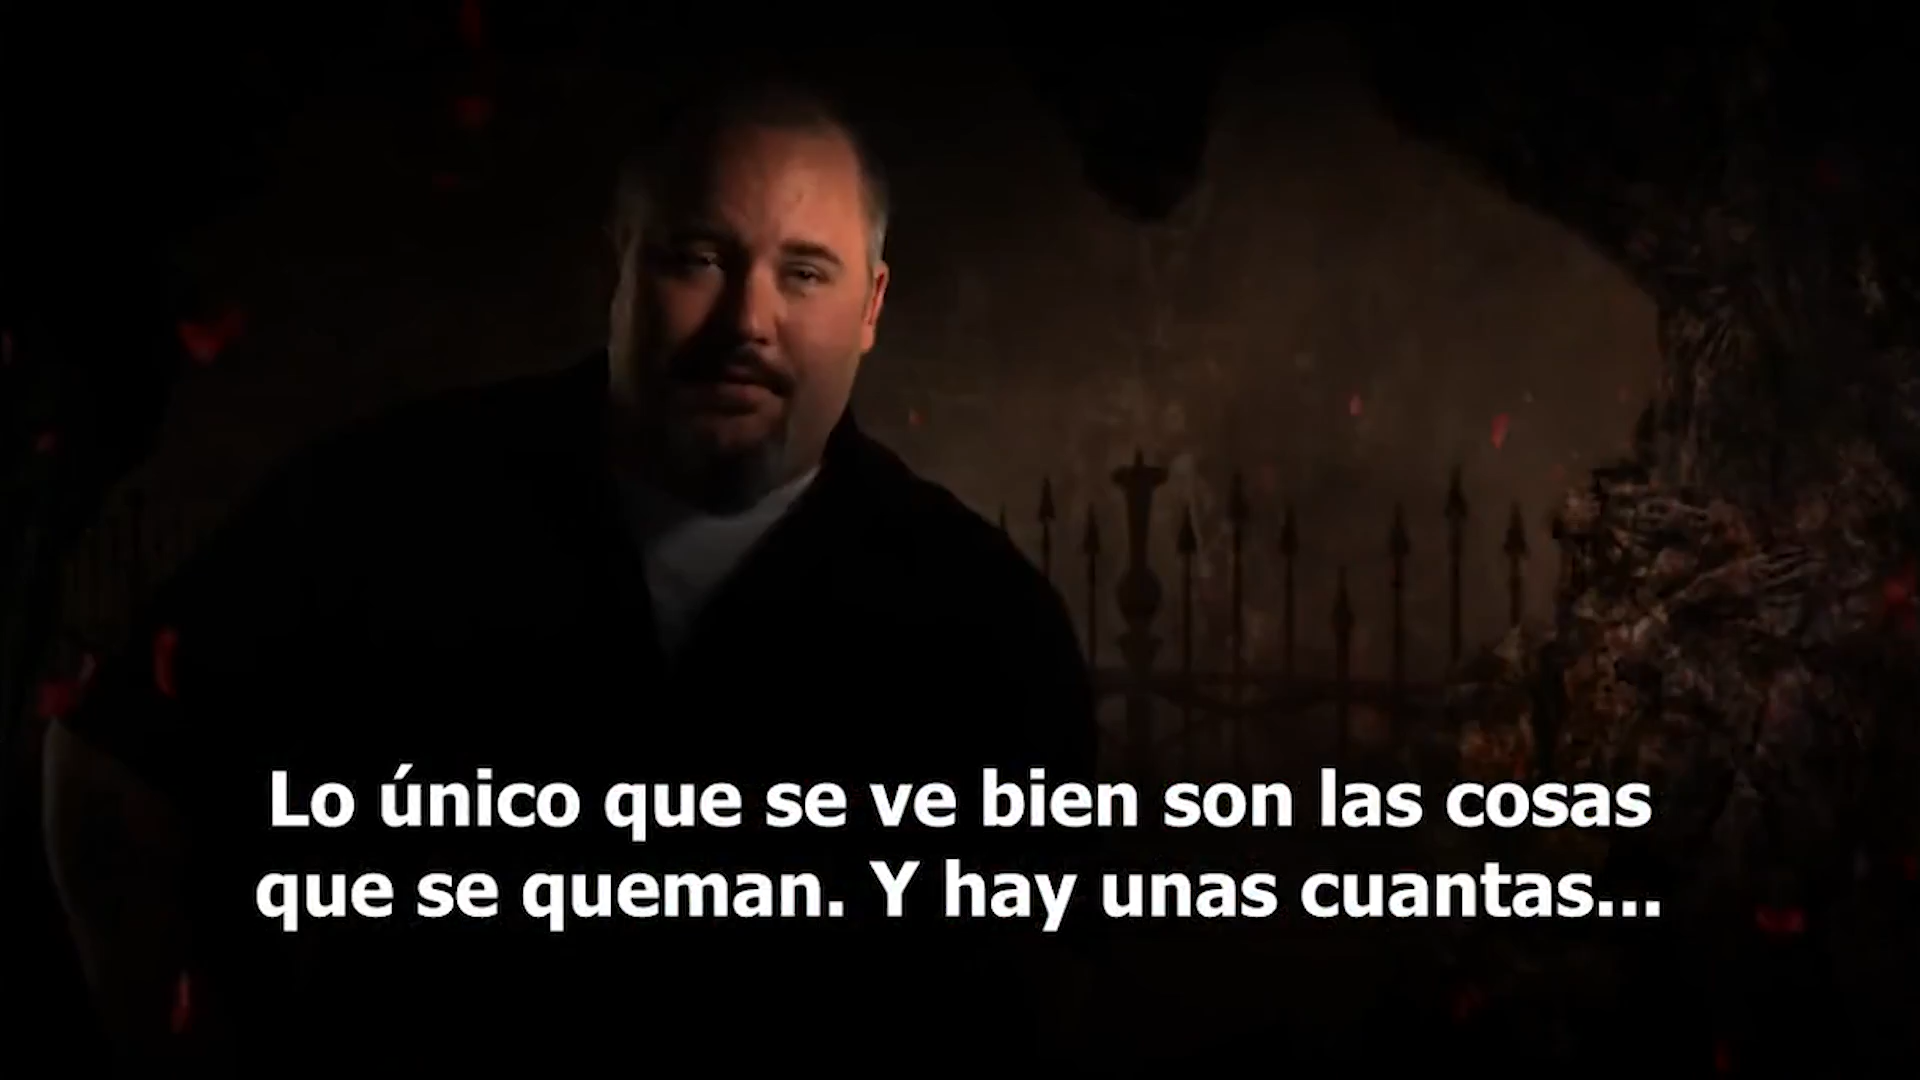 Lo único que se ve bien son las cosas
que se queman. Y hay unas cuantas...